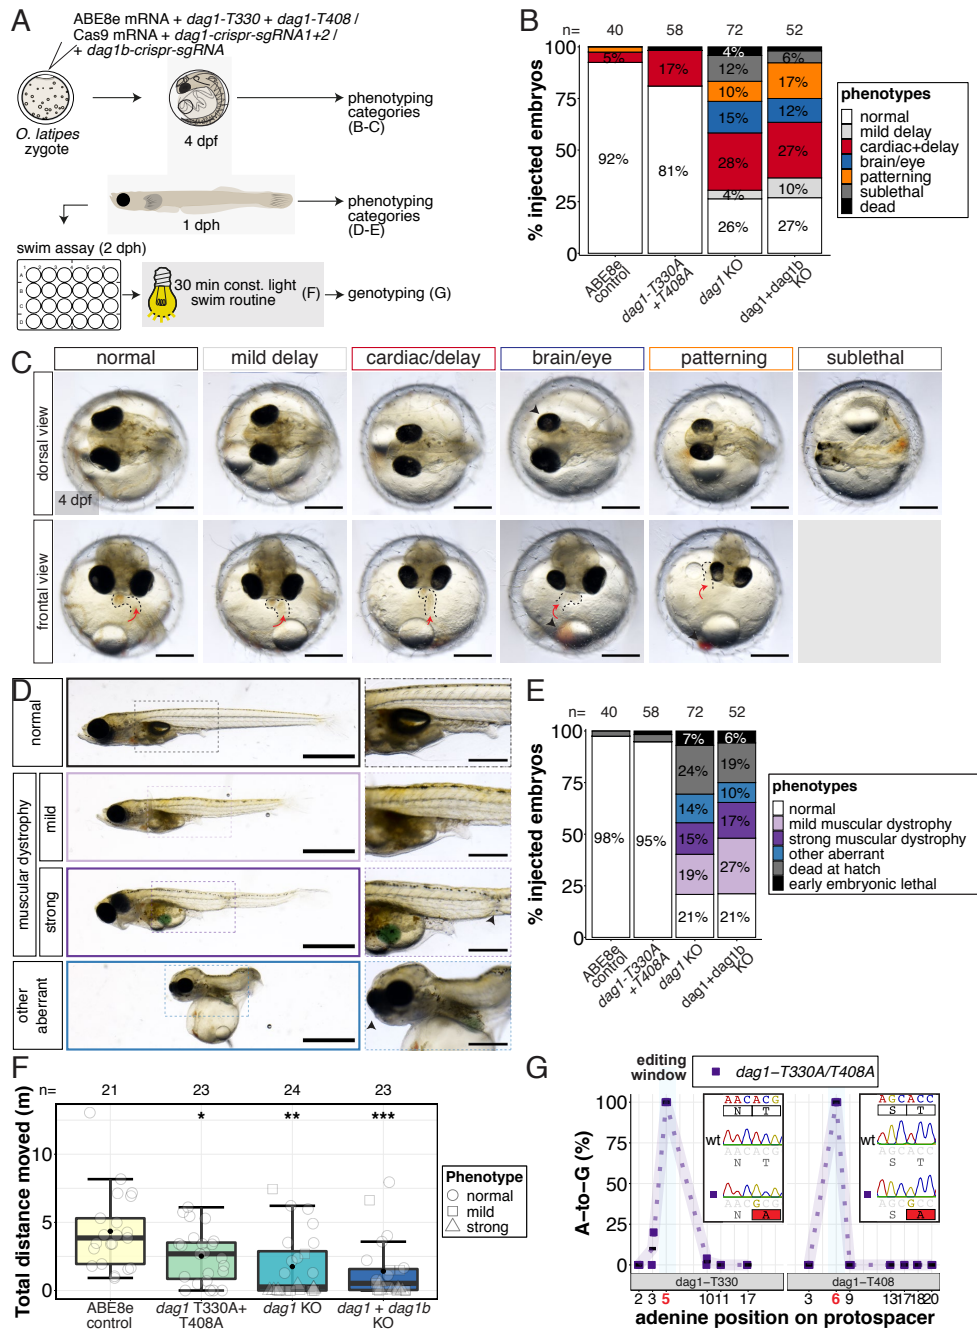 A
ABE8e mRNA + dag1-T330 + dag1-T408 /
Cas9 mRNA + dag1-crispr-sgRNA1+2 /
+ dag1b-crispr-sgRNA
O. latipes
zygote
4 dpf
phenotyping
categories
(B-C)
1 dph
phenotyping
categories
(D-E)
swim assay (2 dph)
30 min const. light
swim routine
(F)
genotyping (G)
B
n=
40
58
72
52
% injected embryos
100
75
50
25
0
5%
92%
17%
81%
4%
12%
10%
15%
28%
4%
26%
6%
17%
12%
27%
10%
27%
ABE8e
control
dag1-T330A
+T408A
dag1 KO
dag1+dag1b
KO
phenotypes
normal
mild delay
cardiac+delay
brain/eye
patterning
sublethal
dead
C
normal
mild delay
cardiac/delay
brain/eye
patterning
sublethal
dorsal view
4 dpf
frontal view
D
normal
muscular dystrophy
mild
strong
other
aberrant
E
n=
40
58
72
52
% injected embryos
100
75
50
25
0
98%
95%
7%
24%
14%
15%
19%
21%
6%
19%
10%
17%
27%
21%
ABE8e
control
dag1-T330A
+T408A
dag1 KO
dag1+dag1b
KO
phenotypes
normal
mild muscular dystrophy
strong muscular dystrophy
other aberrant
dead at hatch
early embryonic lethal
F
n=
21
23
24
23
Total distance moved (m)
10
5
0
*
**
***
ABE8e
control
dag1 T330A+
T408A
dag1 KO
dag1 + dag1b
KO
Phenotype
normal
mild
strong
G
editing
window
dag1−T330A/T408A
A−to−G (%)
100
75
50
25
0
AACACG
N T
wt
AACACG
N T
AACGCG
N A
AGCACC
S T
wt
AGCACC
S T
S A
dag1−T330
dag1−T408
2 3 5 10 11 17
3 6 9 13 17 18 20
adenine position on protospacer